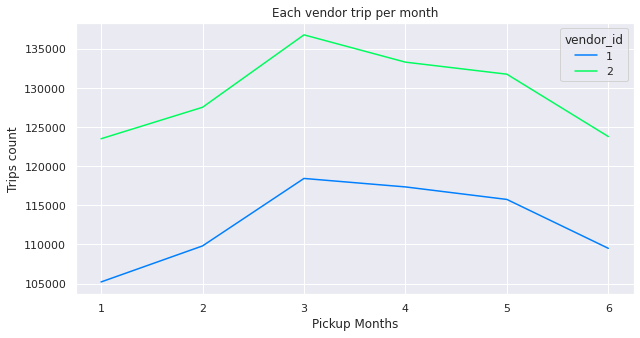 Each vendor trip per month
vendor_id
1
2
135000
130000
125000
120000
115000
110000
105000
Trips count
1 2 3 4 5 6
Pickup Months